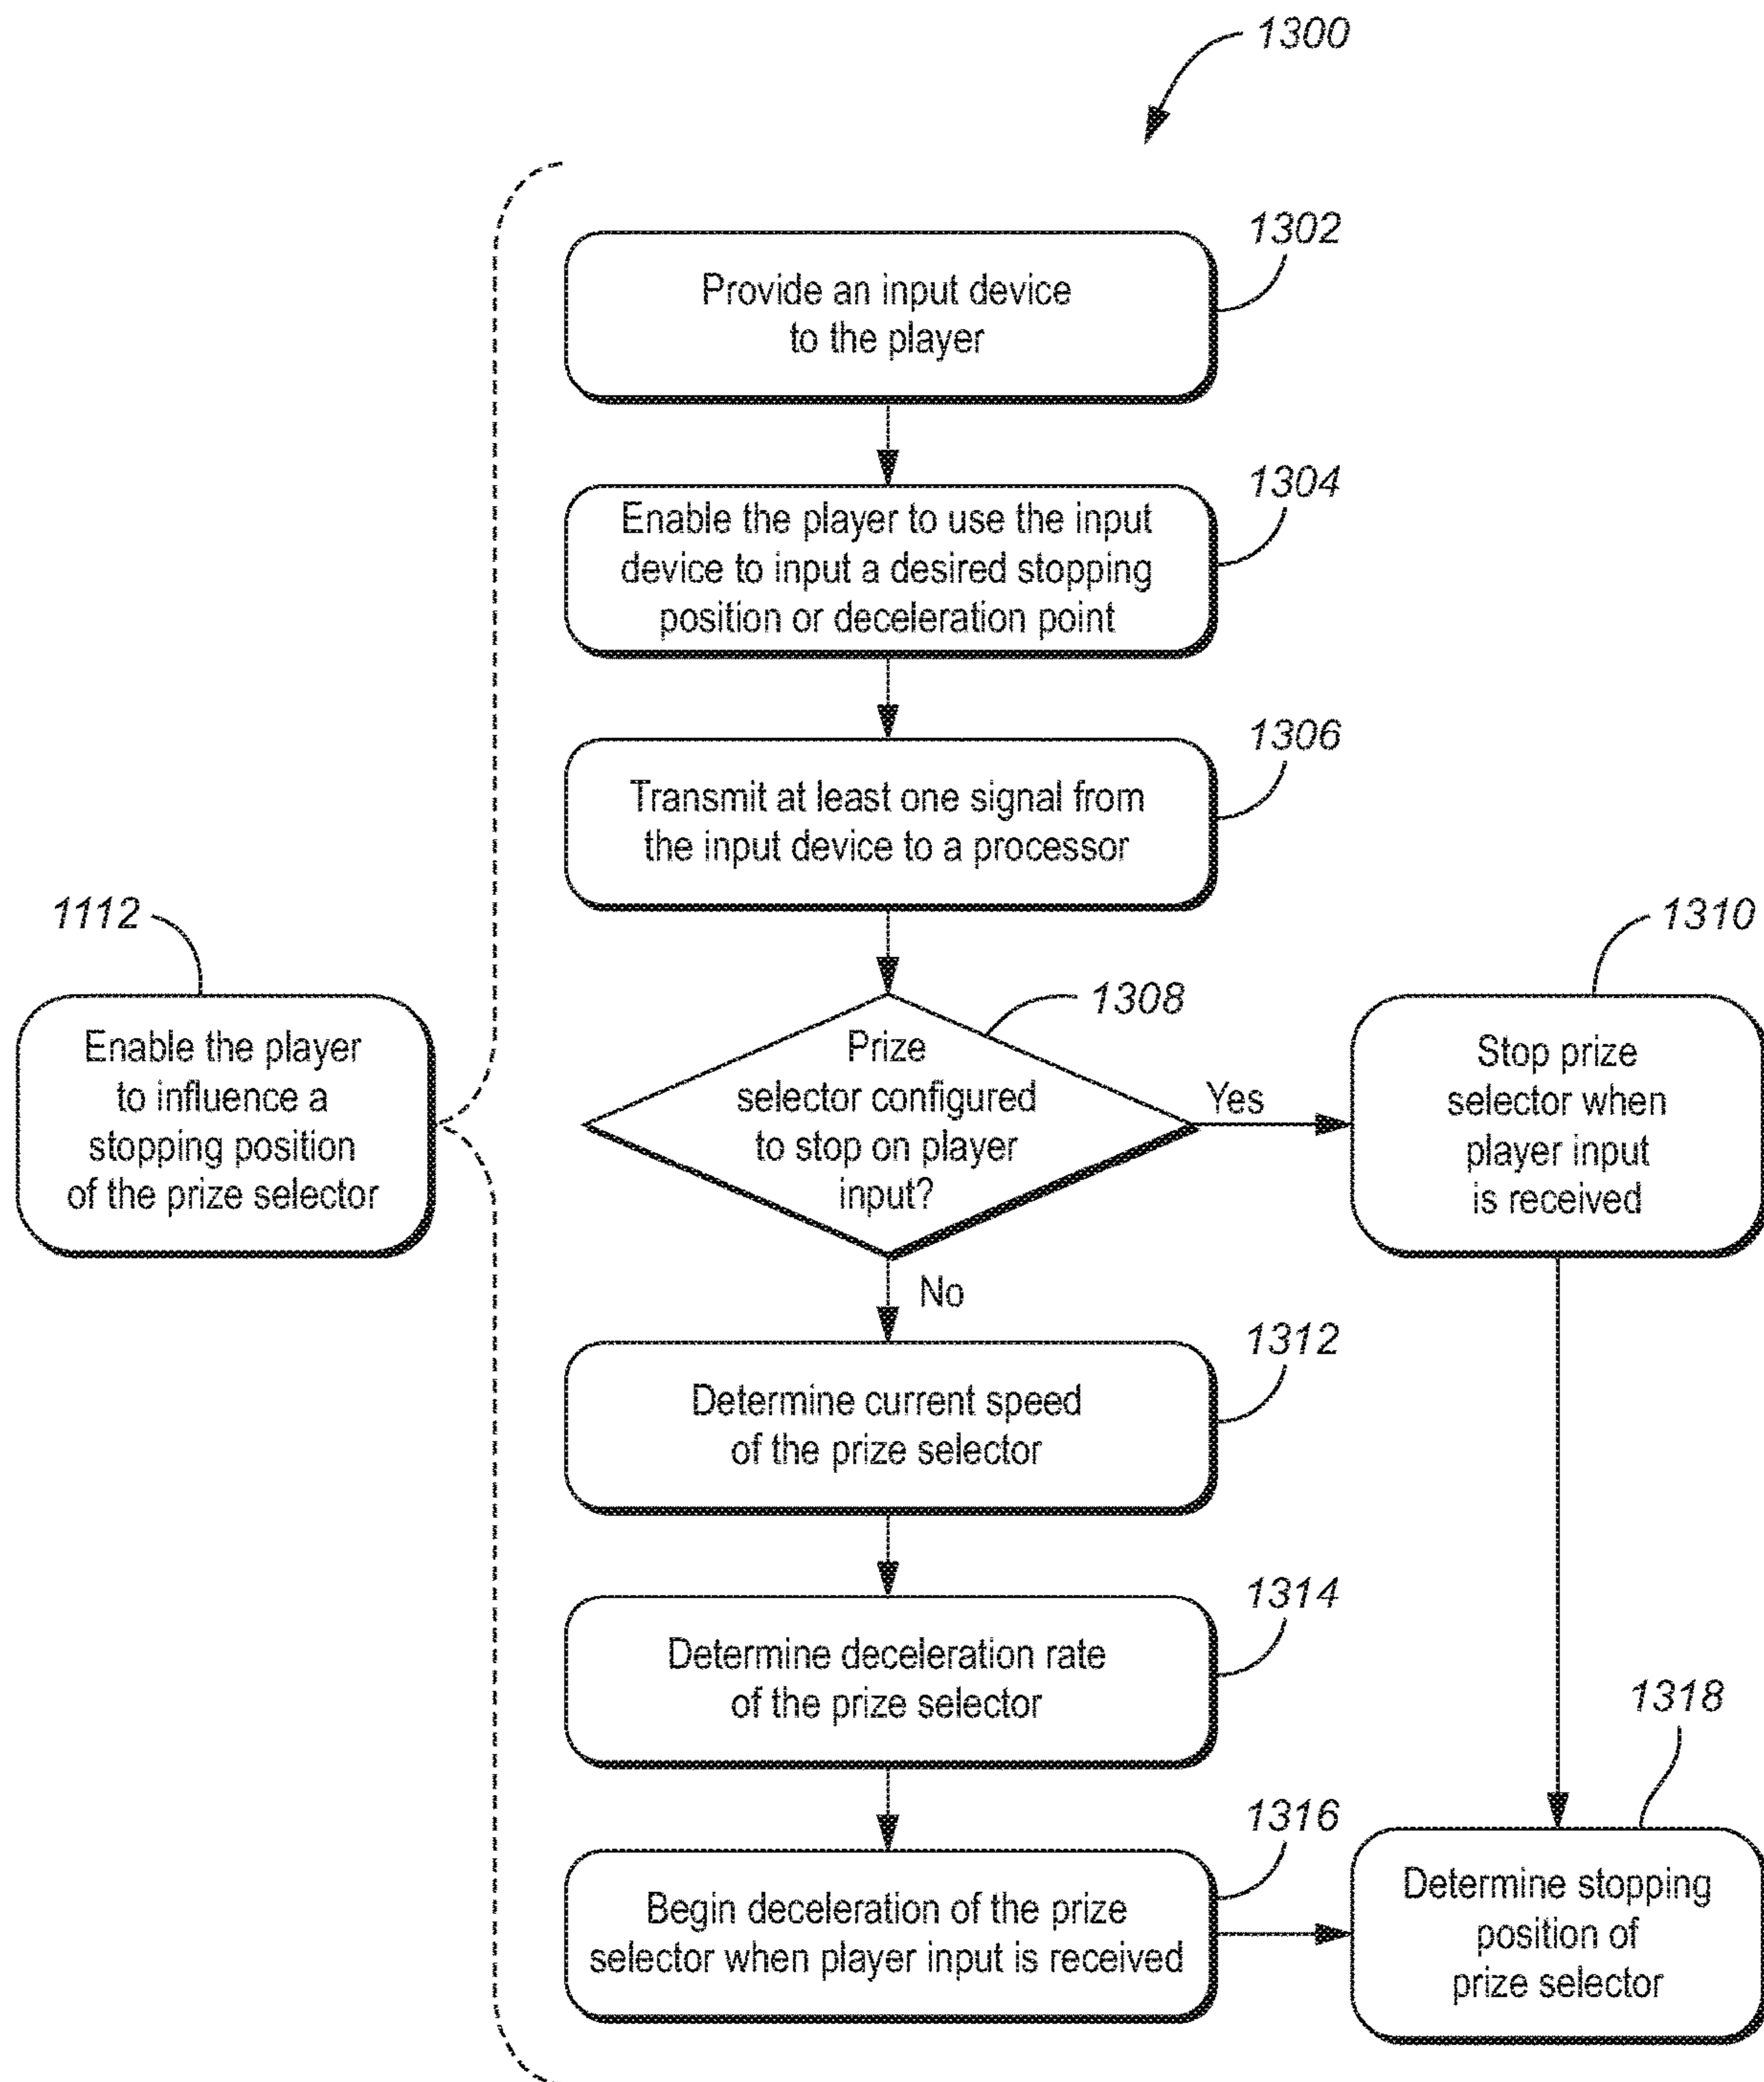 1300
1302
Provide an input device
to the player
1304
Enable the player to use the input
device to input a desired stopping
position or deceleration point
1306
Transmit at least one signal from
the input device to a processor
1112
Enable the player
to influence a
stopping position
of the prize selector
1308
Prize
selector configured
to stop on player
input?
Yes
1310
Stop prize
selector when
player input
is received
No
1312
Determine current speed
of the prize selector
1314
Determine deceleration rate
of the prize selector
1316
Begin deceleration of the prize
selector when player input is received
1318
Determine stopping
position of
prize selector